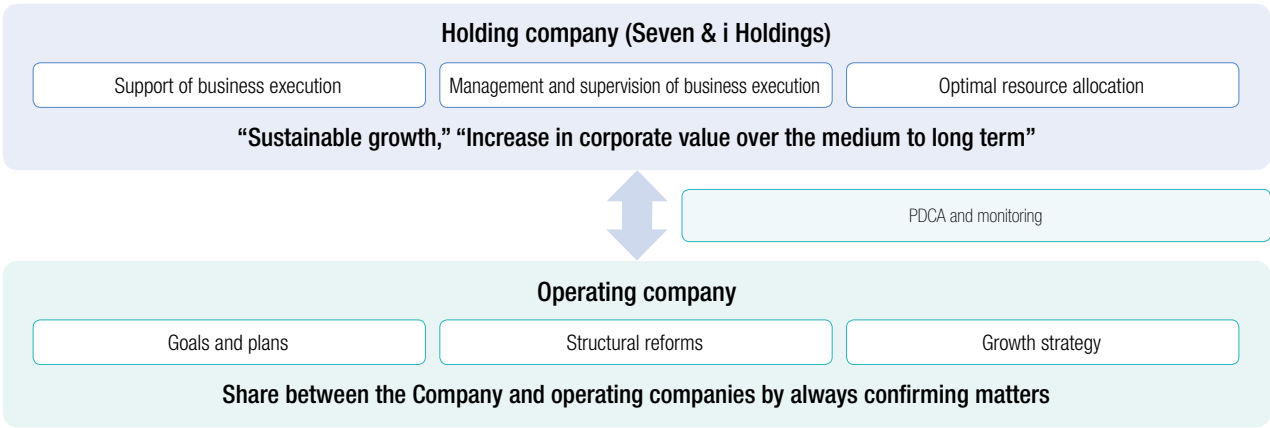 Holding company (Seven & i Holdings)
Support of business execution
Management and supervision of business execution
Optimal resource allocation
“Sustainable growth,” “Increase in corporate value over the medium to long term”
PDCA and monitoring
Operating company
Goals and plans
Structural reforms
Growth strategy
Share between the Company and operating companies by always confirming matters